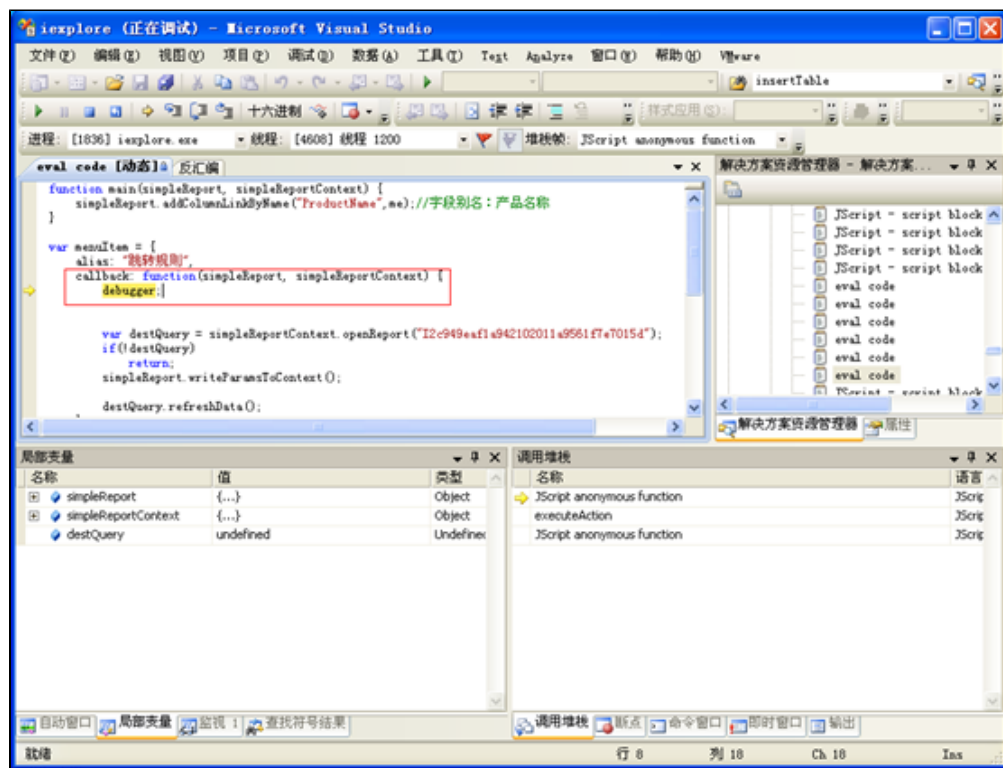 iexplore (正在调试) - Microsoft Visual Studio
文件(F) 编辑(E) 视图(V) 项目(P) 调试(D) 数据(A) 工具(T) Test Analyze 窗口(W) 帮助(H) VMware
insertTable
十六进制 样式应用(S):
进程: [1836] iexplore.exe 线程: [4608] 线程 1200 堆栈帧: JScript anonymous function
eval code [动态] 反汇编
function main(simpleReport, simpleReportContext) {
simpleReport.addColumnLinkByName("ProductName",me);//字段别名：产品名称
}
var menuItem = {
alias: "跳转规则",
callback: function(simpleReport, simpleReportContext) {
debugger;
var destQuery = simpleReportContext.openReport("I2c949eaf1a942102011a9561f7e7015d");
if(!destQuery)
return;
simpleReport.writeParamsToContext();
destQuery.refreshData();
解决方案资源管理器 - 解决方案...
JScript - script block
JScript - script block
JScript - script block
JScript - script block
eval code
eval code
eval code
eval code
eval code
eval code
JScript - script block
解决方案资源管理器 属性
局部变量
名称 值 类型
simpleReport {...} Object
simpleReportContext {...} Object
destQuery undefined Undefined
自动窗口 局部变量 监视 1 查找符号结果
调用堆栈
名称 语言
JScript anonymous function JScrip
executeAction JScrip
JScript anonymous function JScrip
调用堆栈 断点 命令窗口 即时窗口 输出
就绪 行 8 列 18 Ch 18 Ins